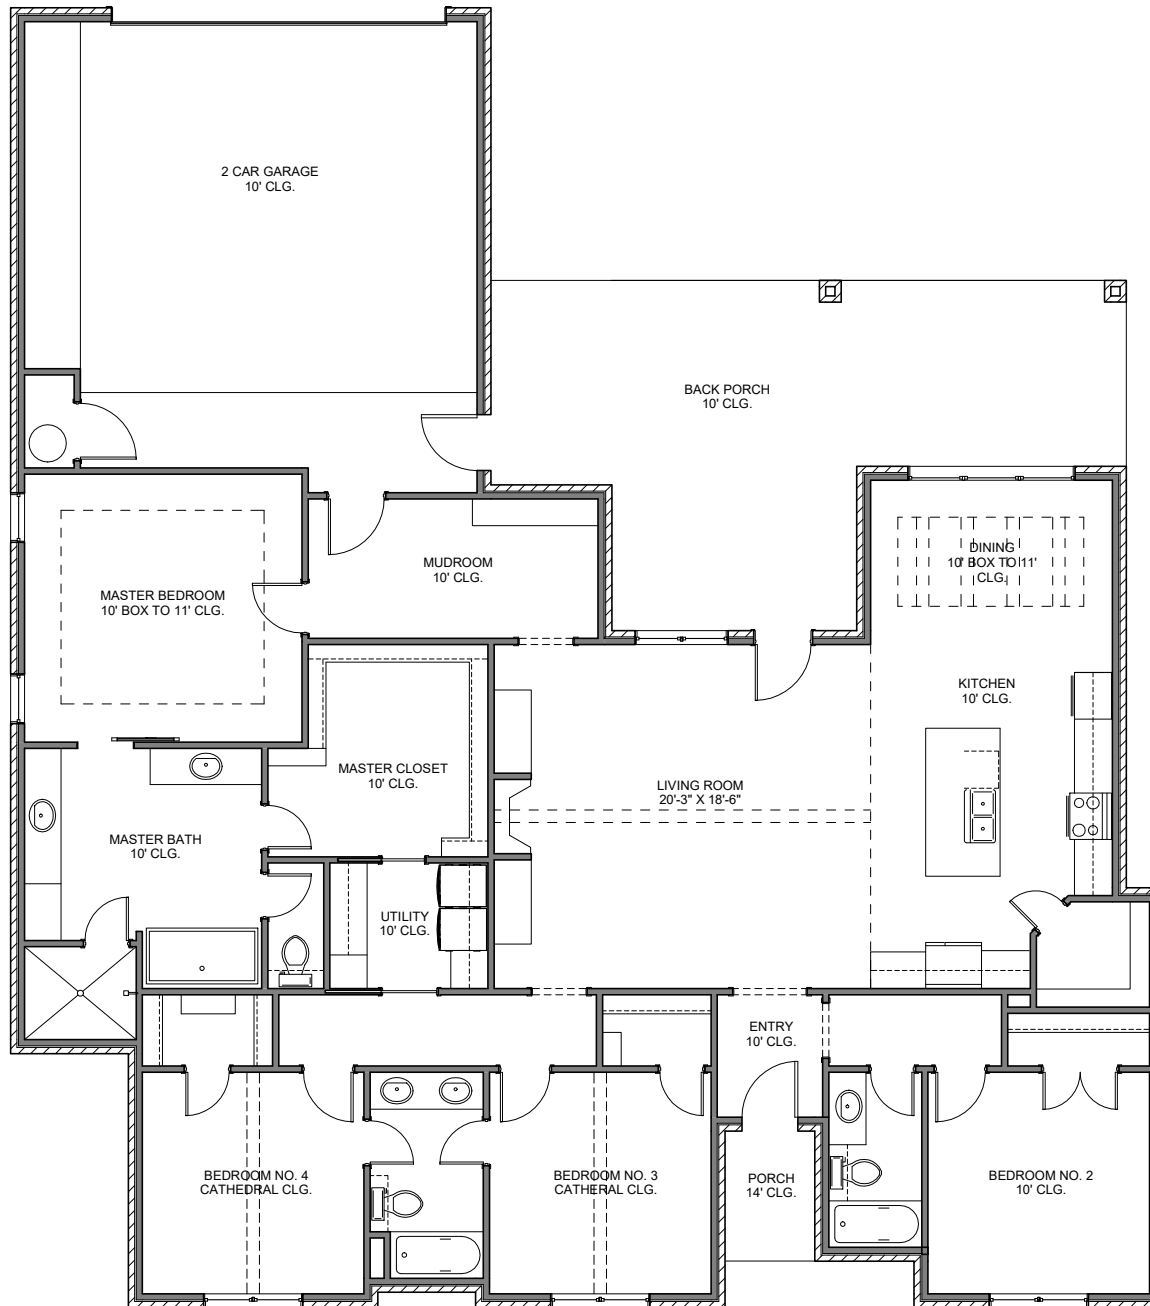 2 CAR GARAGE
10' CLG.
BACK PORCH
10' CLG.
DINING
10' BOX TO 11'
CLG.
MUDROOM
10' CLG.
MASTER BEDROOM
10' BOX TO 11' CLG.
KITCHEN
10' CLG.
MASTER CLOSET
10' CLG.
LIVING ROOM
20'-3" X 18'-6"
MASTER BATH
10' CLG.
UTILITY
10' CLG.
ENTRY
10' CLG.
BEDROOM NO. 4
CATHEDRAL CLG.
BEDROOM NO. 3
CATHERAL CLG.
PORCH
14' CLG.
BEDROOM NO. 2
10' CLG.